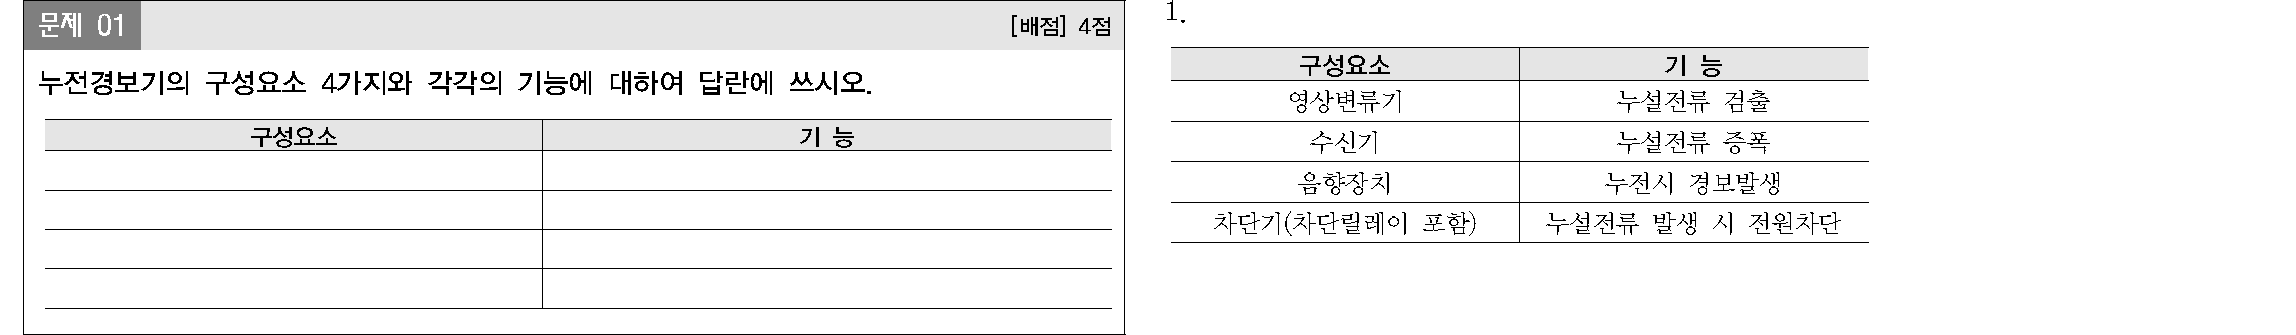 문제 01 [배점] 4점
누전경보기의 구성요소 4가지와 각각의 기능에 대하여 답란에 쓰시오.
구성요소 기 능
1.
구성요소 기 능
영상변류기 누설전류 검출
수신기 누설전류 증폭
음향장치 누전시 경보발생
차단기(차단릴레이 포함) 누설전류 발생 시 전원차단